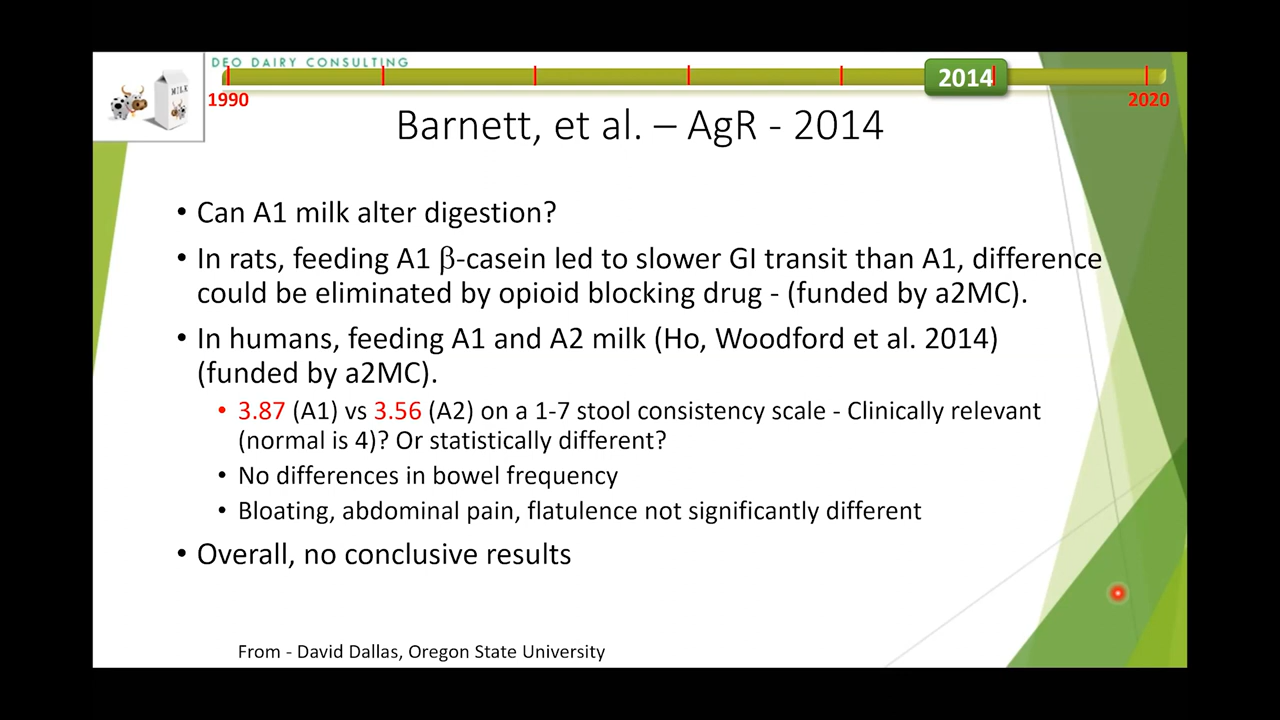 DEO DAIRY CONSULTING
MILK
2014
1990
2020
Barnett, et al. – AgR - 2014
• Can A1 milk alter digestion?
• In rats, feeding A1 β-casein led to slower GI transit than A1, difference
could be eliminated by opioid blocking drug - (funded by a2MC).
• In humans, feeding A1 and A2 milk (Ho, Woodford et al. 2014)
(funded by a2MC).
• 3.87 (A1) vs 3.56 (A2) on a 1-7 stool consistency scale - Clinically relevant
(normal is 4)? Or statistically different?
• No differences in bowel frequency
• Bloating, abdominal pain, flatulence not significantly different
• Overall, no conclusive results
From - David Dallas, Oregon State University